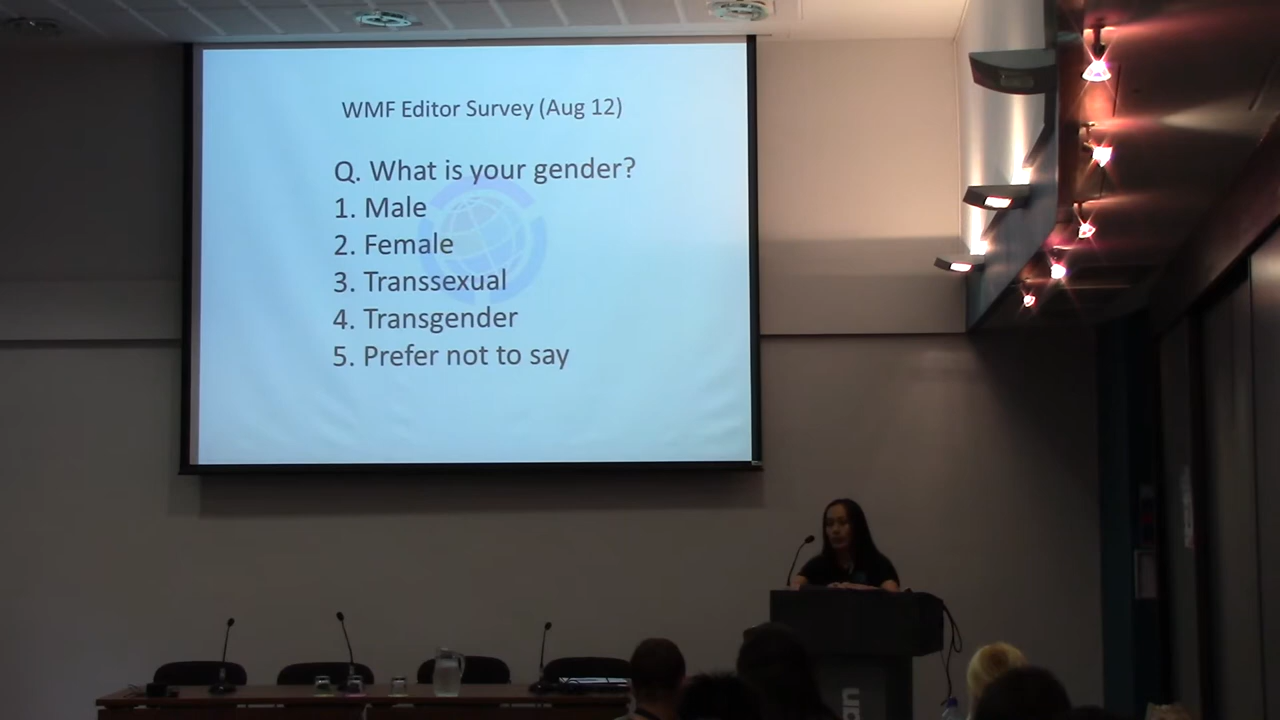 WMF Editor Survey (Aug 12)
Q. What is your gender?
1. Male
2. Female
3. Transsexual
4. Transgender
5. Prefer not to say